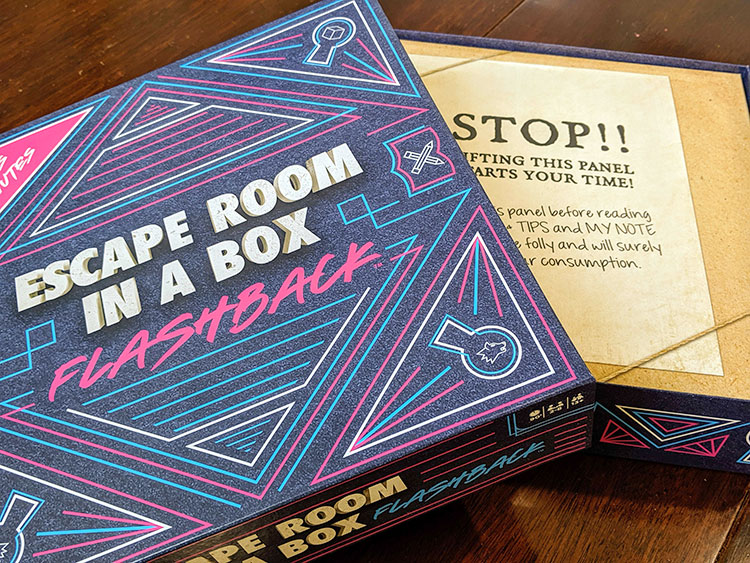 ESCAPE ROOM
IN A BOX
FLASHBACK
STOP!!
IFTING THIS PANEL
ARTS YOUR TIME!
s panel before reading
TIPS and MY NOTE
e folly and will surely
r consumption.
APE ROOM
A BOX FLASHBACK